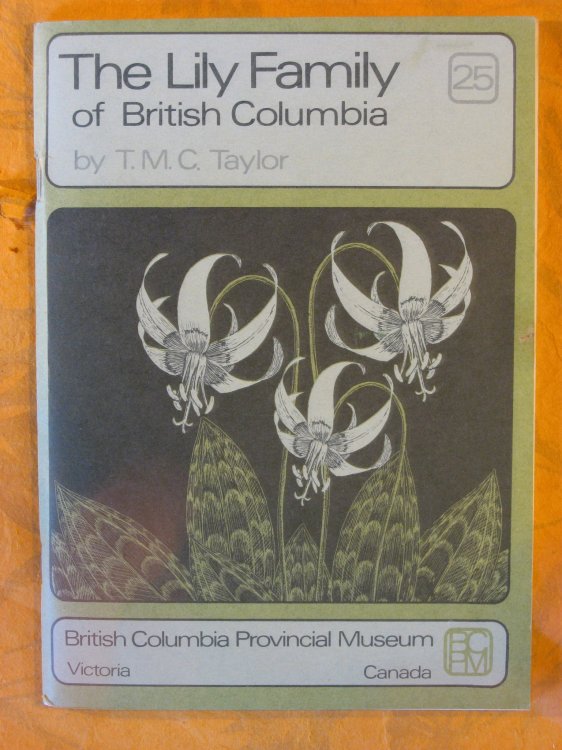 The Lily Family
25
of British Columbia
by T. M. C. Taylor
British Columbia Provincial Museum
BC
PM
Victoria
Canada